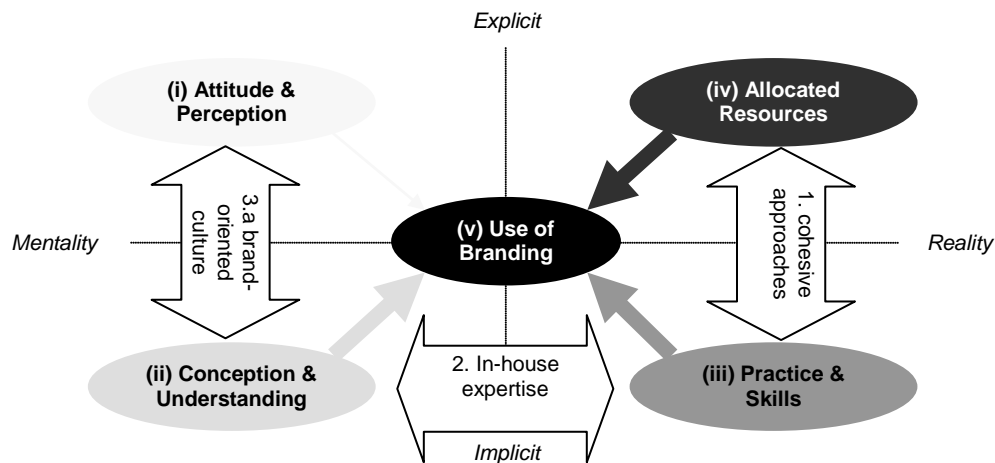 Explicit
(i) Attitude &
Perception
(iv) Allocated
Resources
3.a brand-
oriented
culture
1. cohesive
approaches
Mentality
(v) Use of
Branding
Reality
(ii) Conception &
Understanding
2. In-house
expertise
(iii) Practice &
Skills
Implicit